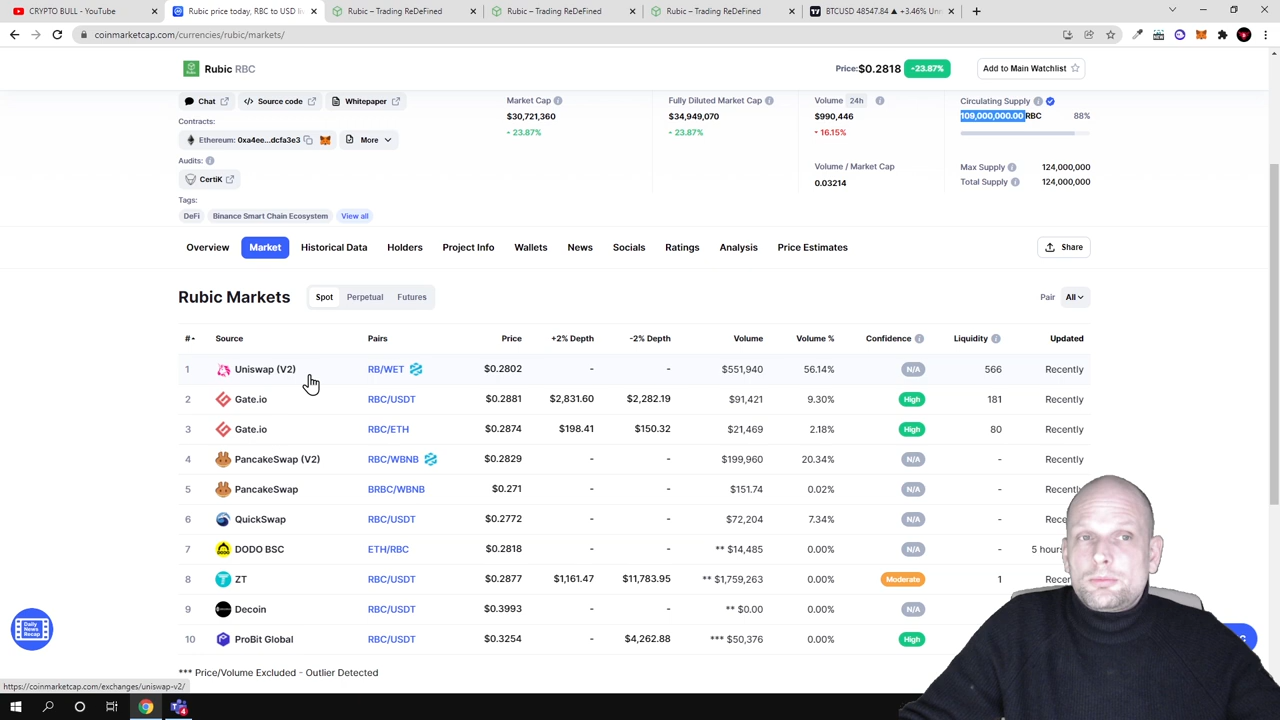 CRYPTO BULL - YouTube
Rubic price today, RBC to USD liv
Rubic – Trading ReDefined
Rubic – Trading ReDefined
Rubic – Trading ReDefined
BTCUSD 48547.84 ▲ +3.46% Unn
coinmarketcap.com/currencies/rubic/markets/
Rubic RBC
Price: $0.2818 -23.87%
Add to Main Watchlist
Chat
Source code
Whitepaper
Market Cap
Fully Diluted Market Cap
Volume 24h
Circulating Supply
$30,721,360
$34,949,070
$990,446
109,000,000.00 RBC 88%
23.87%
23.87%
16.15%
Contracts:
Ethereum: 0xa4ee...dcfa3e3
More
Audits:
CertiK
Volume / Market Cap
0.03214
Max Supply 124,000,000
Total Supply 124,000,000
Tags:
DeFi
Binance Smart Chain Ecosystem
View all
Overview Market Historical Data Holders Project Info Wallets News Socials Ratings Analysis Price Estimates
Share
Rubic Markets
Spot Perpetual Futures
Pair All
# Source Pairs Price +2% Depth -2% Depth Volume Volume % Confidence Liquidity Updated
1 Uniswap (V2) RB/WET $0.2802 - - $551,940 56.14% N/A 566 Recently
2 Gate.io RBC/USDT $0.2881 $2,831.60 $2,282.19 $91,421 9.30% High 181 Recently
3 Gate.io RBC/ETH $0.2874 $198.41 $150.32 $21,469 2.18% High 80 Recently
4 PancakeSwap (V2) RBC/WBNB $0.2829 - - $199,960 20.34% N/A - Recently
5 PancakeSwap BRBC/WBNB $0.271 - - $151.74 0.02% N/A - Recently
6 QuickSwap RBC/USDT $0.2772 - - $72,204 7.34% N/A - Rece
7 DODO BSC ETH/RBC $0.2818 - - ** $14,485 0.00% N/A - 5 hours
8 ZT RBC/USDT $0.2877 $1,161.47 $11,783.95 ** $1,759,263 0.00% Moderate 1 Recen
9 Decoin RBC/USDT $0.3993 - - ** $0.00 0.00% N/A
10 ProBit Global RBC/USDT $0.3254 - $4,262.88 *** $50,376 0.00% High
*** Price/Volume Excluded - Outlier Detected
Daily News Recap
https://coinmarketcap.com/exchanges/uniswap-v2/